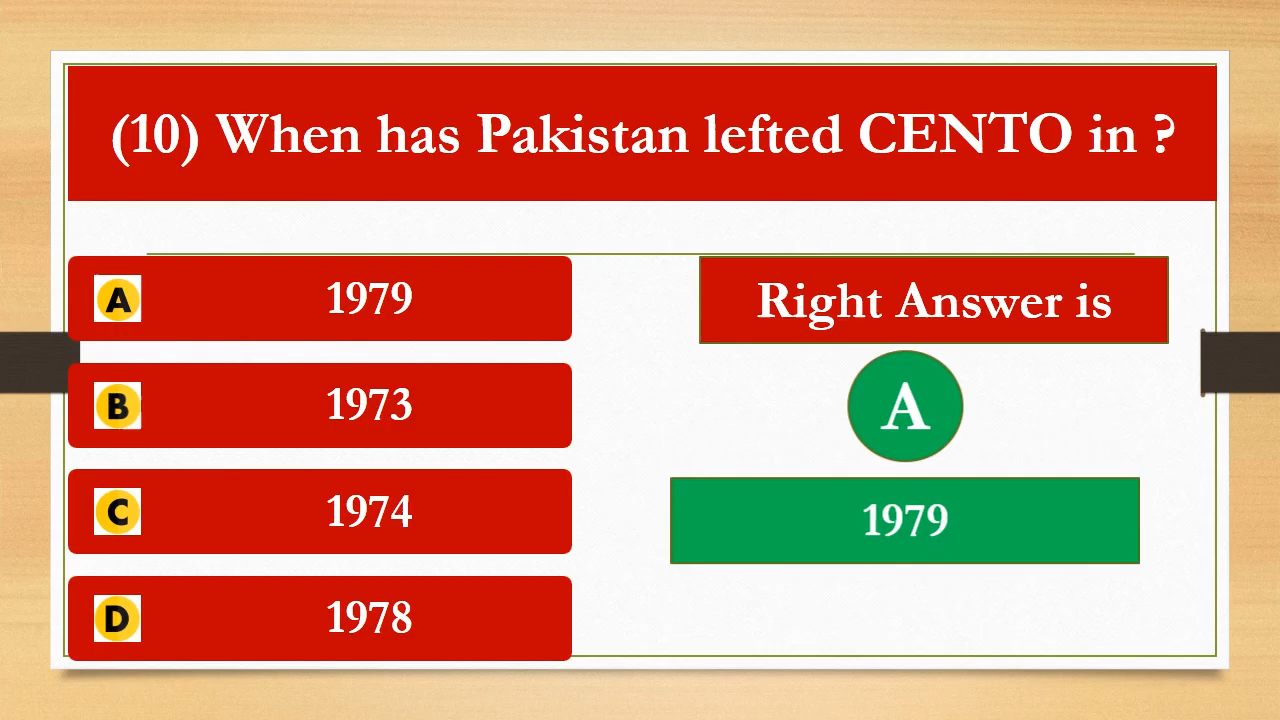 (10) When has Pakistan lefted CENTO in ?
A 1979
B 1973
C 1974
D 1978
Right Answer is
A
1979